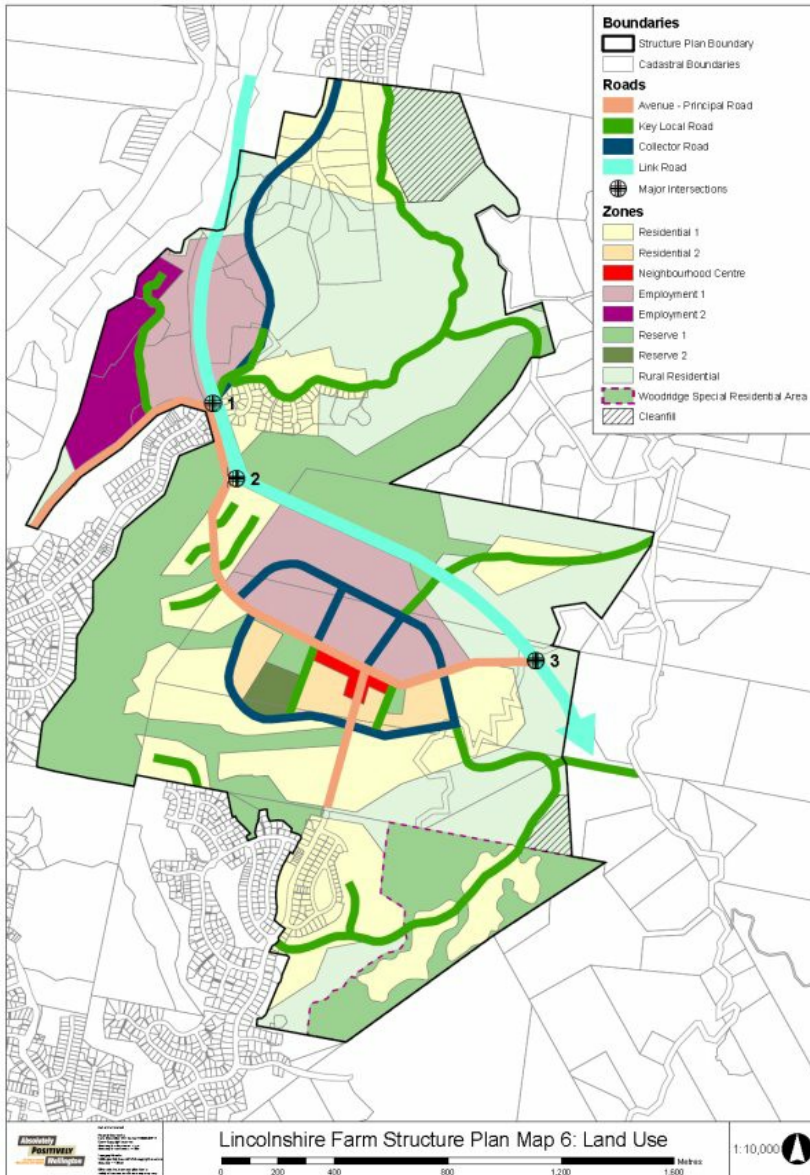 Boundaries
Structure Plan Boundary
Cadastral Boundaries
Roads
Avenue - Principal Road
Key Local Road
Collector Road
Link Road
Major Intersections
Zones
Residential 1
Residential 2
Neighbourhood Centre
Employment 1
Employment 2
Reserve 1
Reserve 2
Rural Residential
Woodridge Special Residential Area
Cleanfill
1
2
3
Absolutely
POSITIVELY
Wellington
Lincolnshire Farm Structure Plan Map 6: Land Use
0 200 400 800 1,200 1,600
Metres
1:10,000